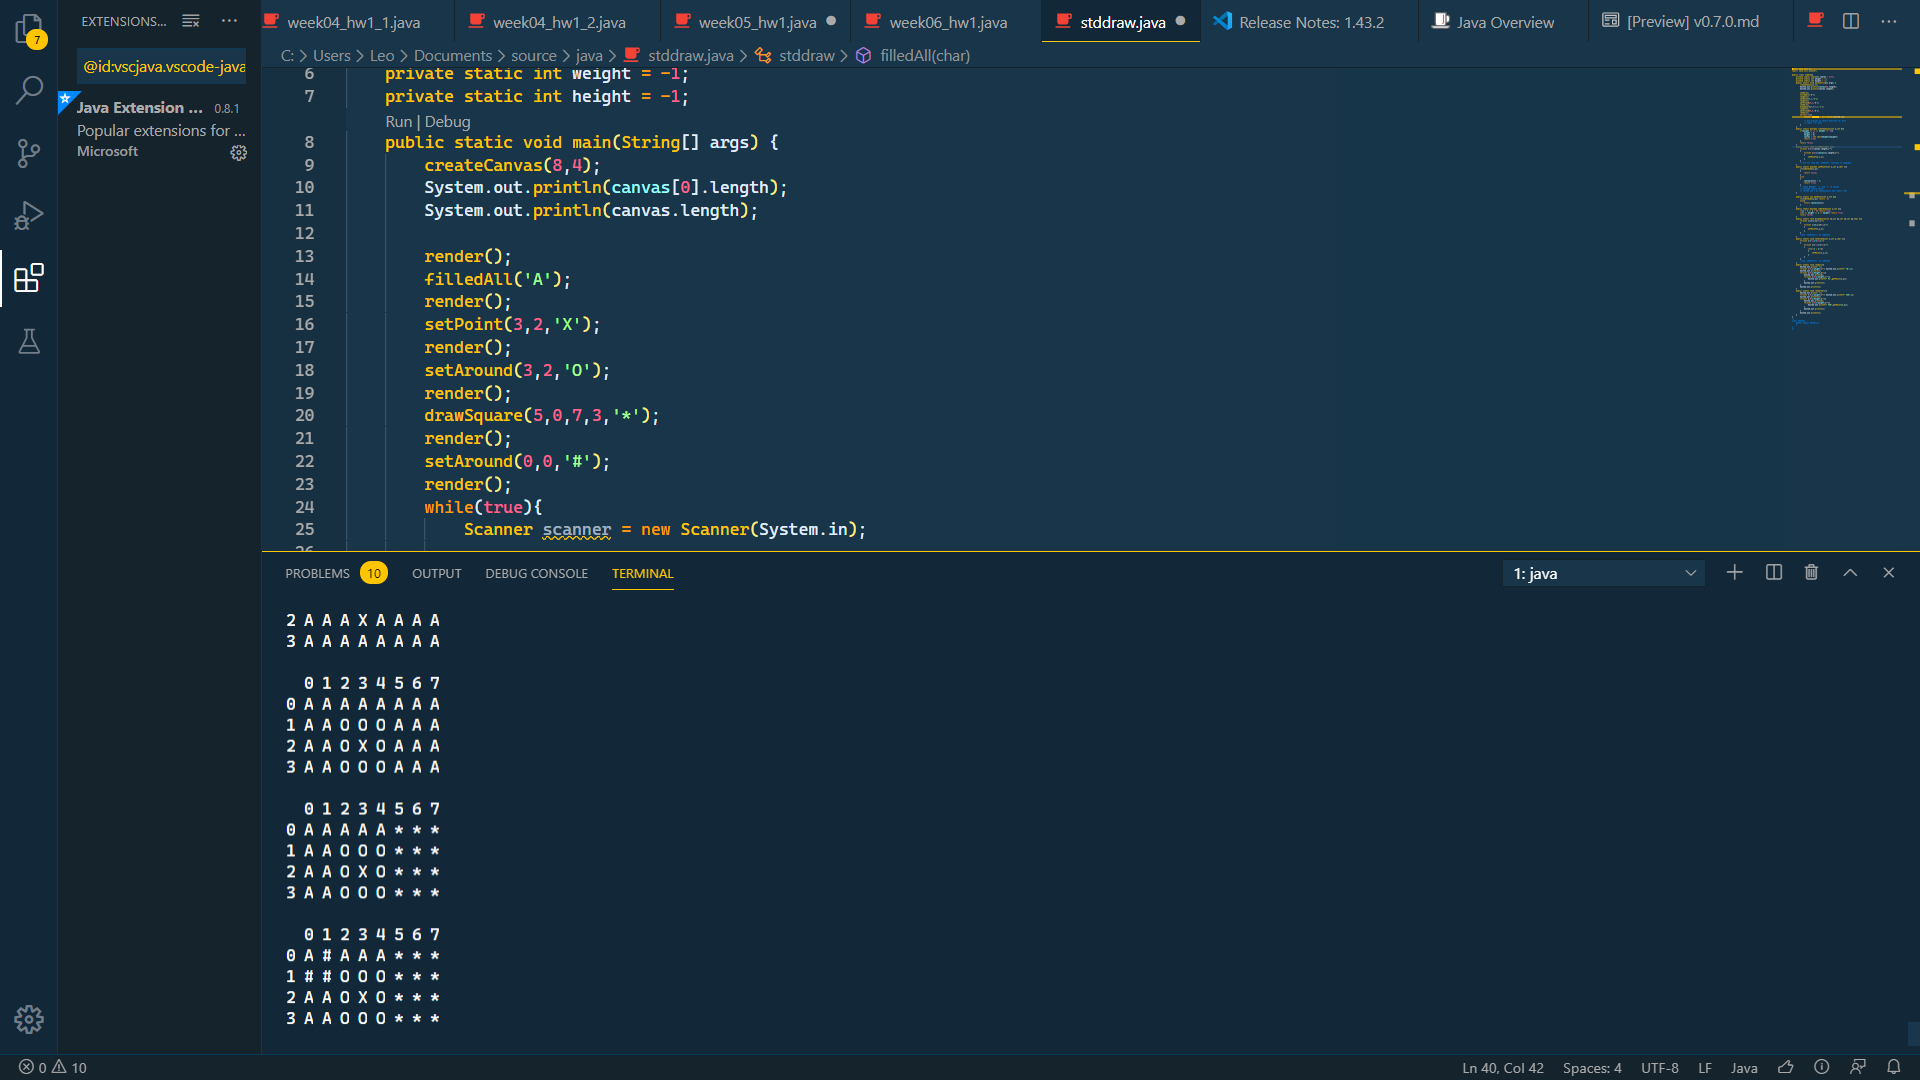 EXTENSIONS...
7
@id:vscjava.vscode-java
Java Extension ... 0.8.1
Popular extensions for ...
Microsoft
week04_hw1_1.java
week04_hw1_2.java
week05_hw1.java
week06_hw1.java
stddraw.java
Release Notes: 1.43.2
Java Overview
[Preview] v0.7.0.md
C: > Users > Leo > Documents > source > java > stddraw.java > stddraw > filledAll(char)
6 private static int weight = -1;
7 private static int height = -1;
Run | Debug
8 public static void main(String[] args) {
9 createCanvas(8,4);
10 System.out.println(canvas[0].length);
11 System.out.println(canvas.length);
12
13 render();
14 filledAll('A');
15 render();
16 setPoint(3,2,'X');
17 render();
18 setAround(3,2,'O');
19 render();
20 drawSquare(5,0,7,3,'*');
21 render();
22 setAround(0,0,'#');
23 render();
24 while(true){
25 Scanner scanner = new Scanner(System.in);
PROBLEMS 10 OUTPUT DEBUG CONSOLE TERMINAL
1: java
2 A A A X A A A A
3 A A A A A A A A
0 1 2 3 4 5 6 7
0 A A A A A A A A
1 A A O O O A A A
2 A A O X O A A A
3 A A O O O A A A
0 1 2 3 4 5 6 7
0 A A A A A * * *
1 A A O O O * * *
2 A A O X O * * *
3 A A O O O * * *
0 1 2 3 4 5 6 7
0 A # A A A * * *
1 # # O O O * * *
2 A A O X O * * *
3 A A O O O * * *
0 10
Ln 40, Col 42 Spaces: 4 UTF-8 LF Java